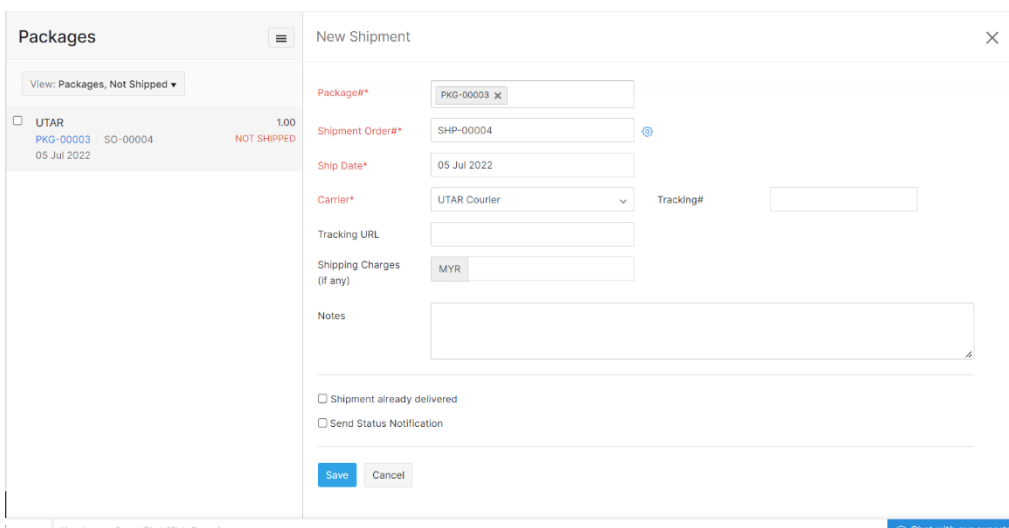 Packages
View: Packages, Not Shipped
UTAR 1.00
PKG-00003 SO-00004 NOT SHIPPED
05 Jul 2022
New Shipment
Package#* PKG-00003
Shipment Order#* SHP-00004
Ship Date* 05 Jul 2022
Carrier* UTAR Courier Tracking#
Tracking URL
Shipping Charges MYR
(if any)
Notes
Shipment already delivered
Send Status Notification
Save Cancel